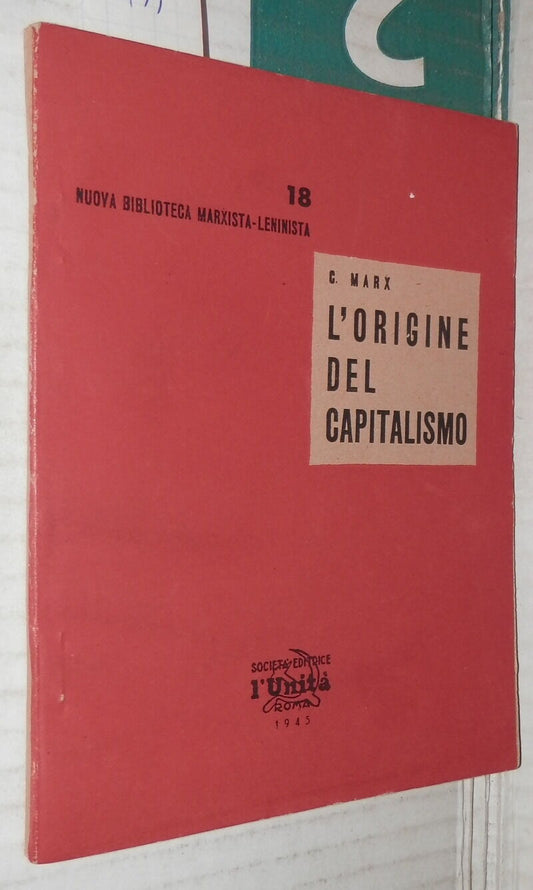 18
NUOVA BIBLIOTECA MARXISTA-LENINISTA
C. MARX
L'ORIGINE
DEL
CAPITALISMO
SOCIETÀ EDITRICE
l'Unità
ROMA
1945